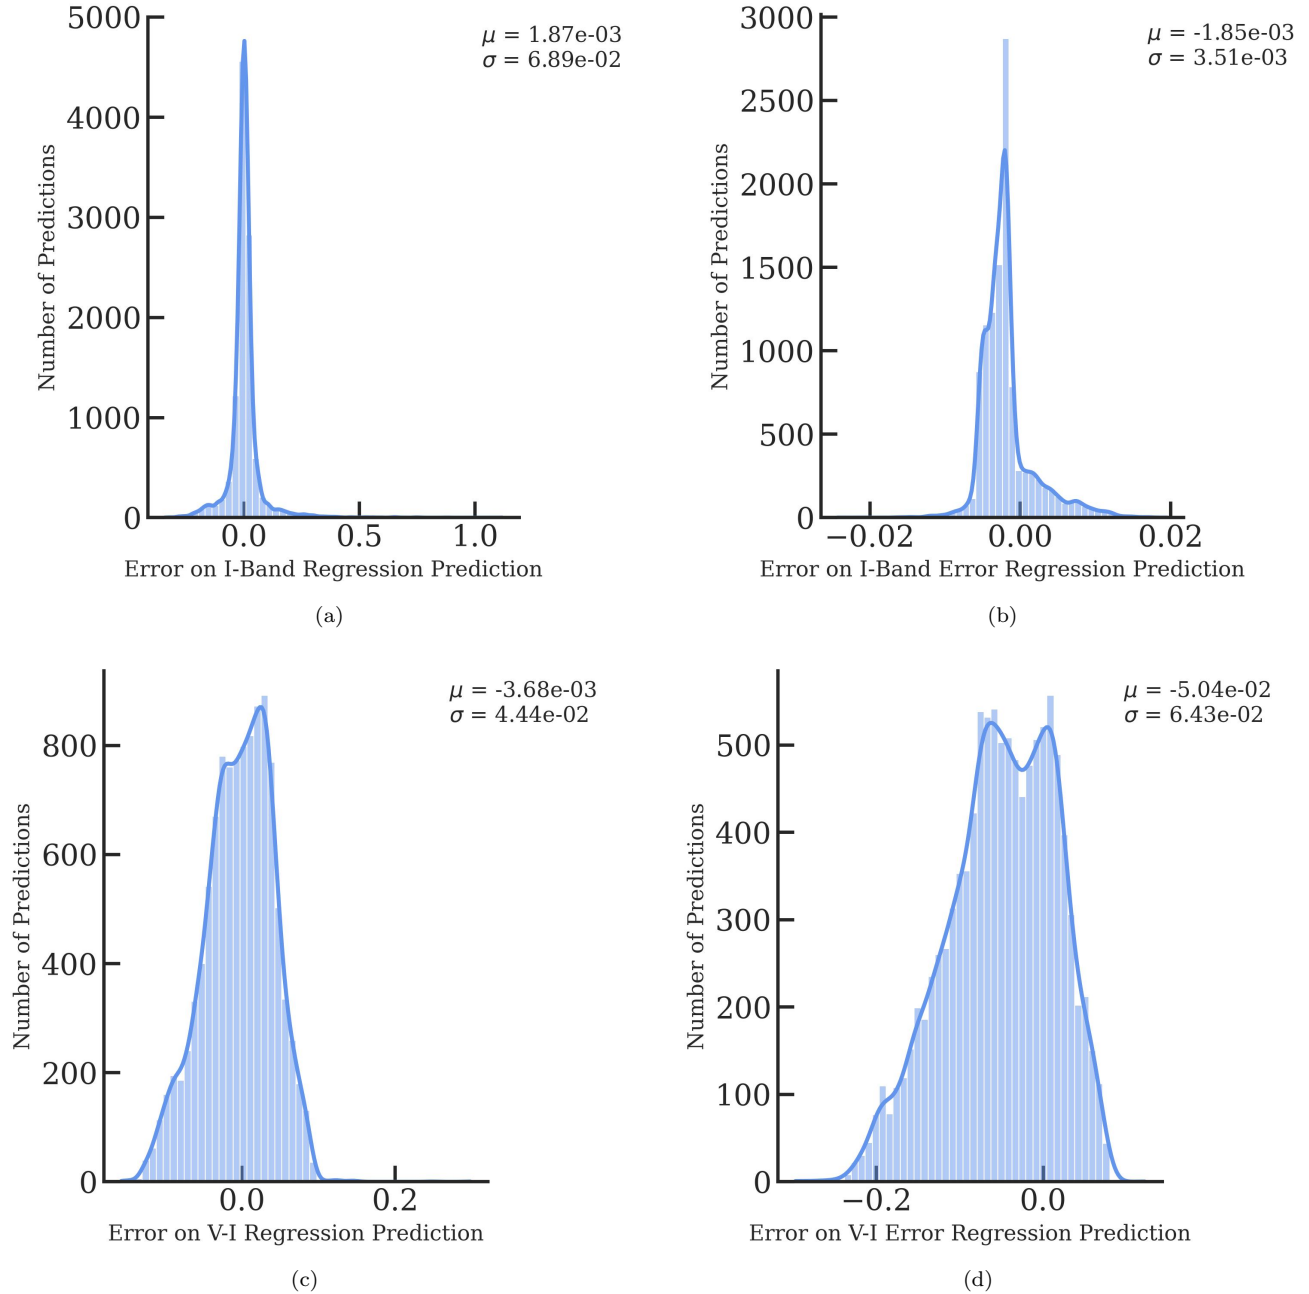 5000
4000
3000
2000
1000
0
0.0 0.5 1.0
Number of Predictions
Error on I-Band Regression Prediction
μ = 1.87e-03
σ = 6.89e-02
(a)
3000
2500
2000
1500
1000
500
0
−0.02 0.00 0.02
Number of Predictions
Error on I-Band Error Regression Prediction
μ = -1.85e-03
σ = 3.51e-03
(b)
800
600
400
200
0
0.0 0.2
Number of Predictions
Error on V-I Regression Prediction
μ = -3.68e-03
σ = 4.44e-02
(c)
500
400
300
200
100
0
−0.2 0.0
Number of Predictions
Error on V-I Error Regression Prediction
μ = -5.04e-02
σ = 6.43e-02
(d)